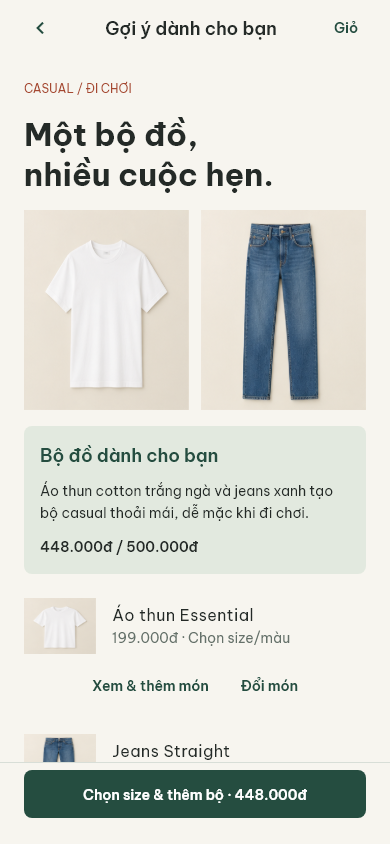 Gợi ý dành cho bạn
Giỏ
CASUAL / ĐI CHƠI
Một bộ đồ,
nhiều cuộc hẹn.
Bộ đồ dành cho bạn
Áo thun cotton trắng ngà và jeans xanh tạo
bộ casual thoải mái, dễ mặc khi đi chơi.
448.000đ / 500.000đ
Áo thun Essential
199.000đ · Chọn size/màu
Xem & thêm món
Đổi món
Jeans Straight
Chọn size & thêm bộ · 448.000đ